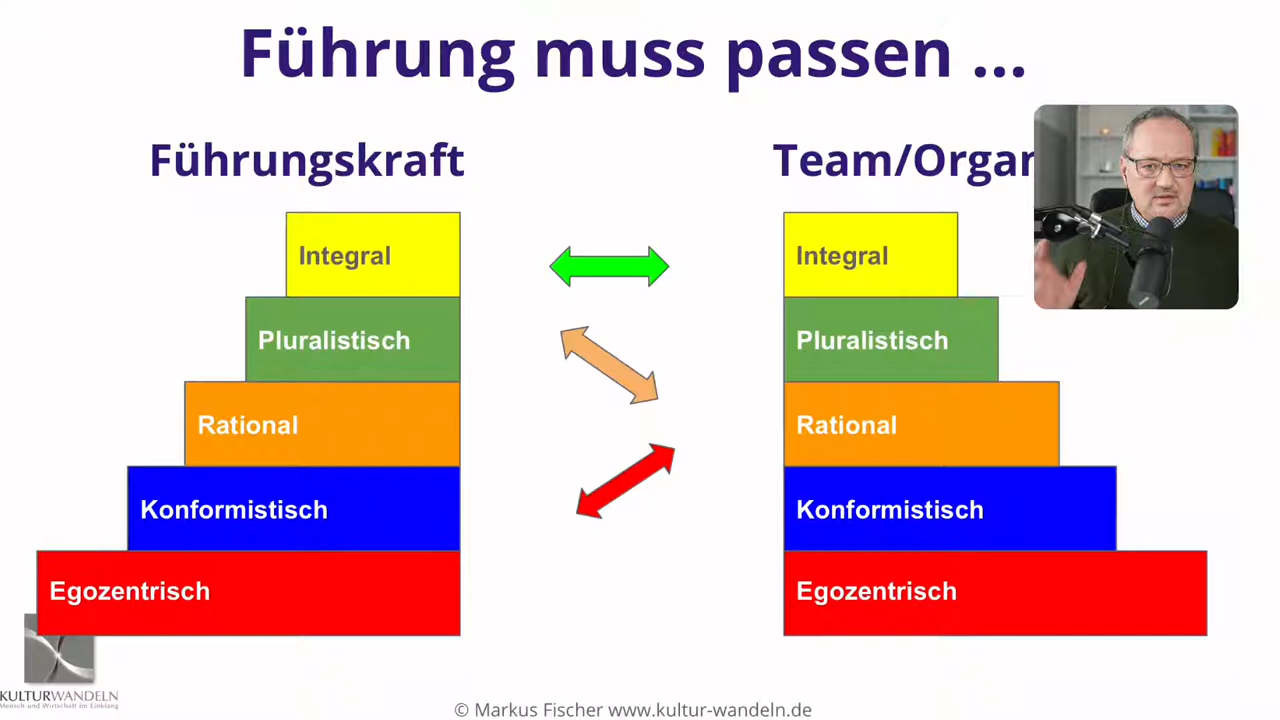 Führung muss passen ...
Führungskraft
Team/Organ
Integral
Pluralistisch
Rational
Konformistisch
Egozentrisch
Integral
Pluralistisch
Rational
Konformistisch
Egozentrisch
KULTURWANDELN
Mensch und Wirtschaft im Einklang
© Markus Fischer www.kultur-wandeln.de